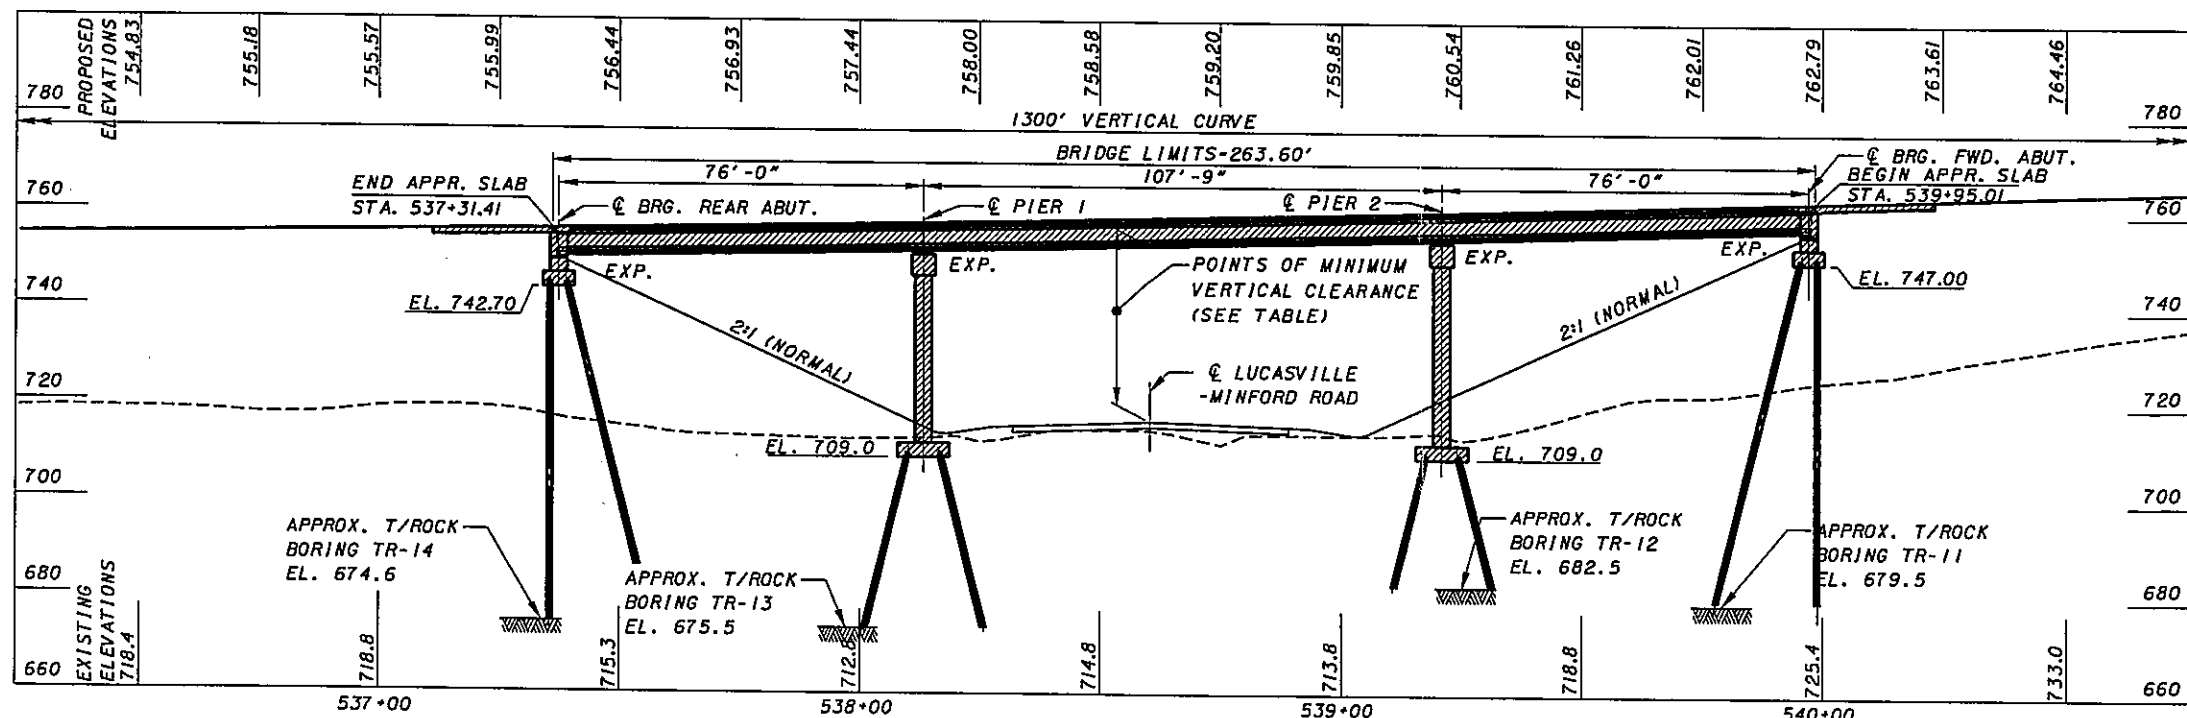 PROPOSED
ELEVATIONS
754.83
755.18
755.57
755.99
756.44
756.93
757.44
758.00
758.58
759.20
759.85
760.54
761.26
762.01
762.79
763.61
764.46
780
780
1300' VERTICAL CURVE
BRIDGE LIMITS-263.60'
76'-0"
107'-9"
76'-0"
END APPR. SLAB
STA. 537+31.41
℄ BRG. REAR ABUT.
℄ PIER 1
℄ PIER 2
℄ BRG. FWD. ABUT.
BEGIN APPR. SLAB
STA. 539+95.01
760
760
EXP.
EXP.
EXP.
EXP.
POINTS OF MINIMUM
VERTICAL CLEARANCE
(SEE TABLE)
740
740
EL. 742.70
EL. 747.00
2:1 (NORMAL)
2:1 (NORMAL)
℄ LUCASVILLE
-MINFORD ROAD
720
720
EL. 709.0
EL. 709.0
700
700
APPROX. T/ROCK
BORING TR-14
EL. 674.6
APPROX. T/ROCK
BORING TR-13
EL. 675.5
APPROX. T/ROCK
BORING TR-12
EL. 682.5
APPROX. T/ROCK
BORING TR-11
EL. 679.5
680
680
660
660
EXISTING
ELEVATIONS
718.4
718.8
715.3
712.8
714.8
713.8
718.8
725.4
733.0
537+00
538+00
539+00
540+00